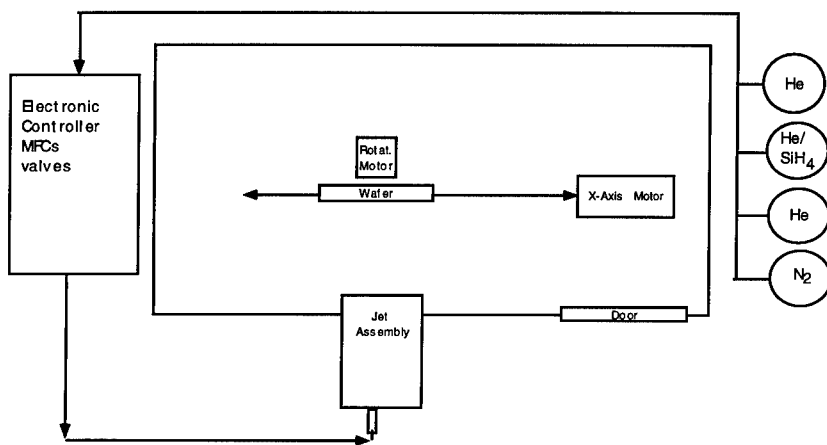 Electronic
Controller
MFCs
valves
Rotat.
Motor
Wafer
X-Axis Motor
Jet
Assembly
Door
He
He/
SiH4
He
N2